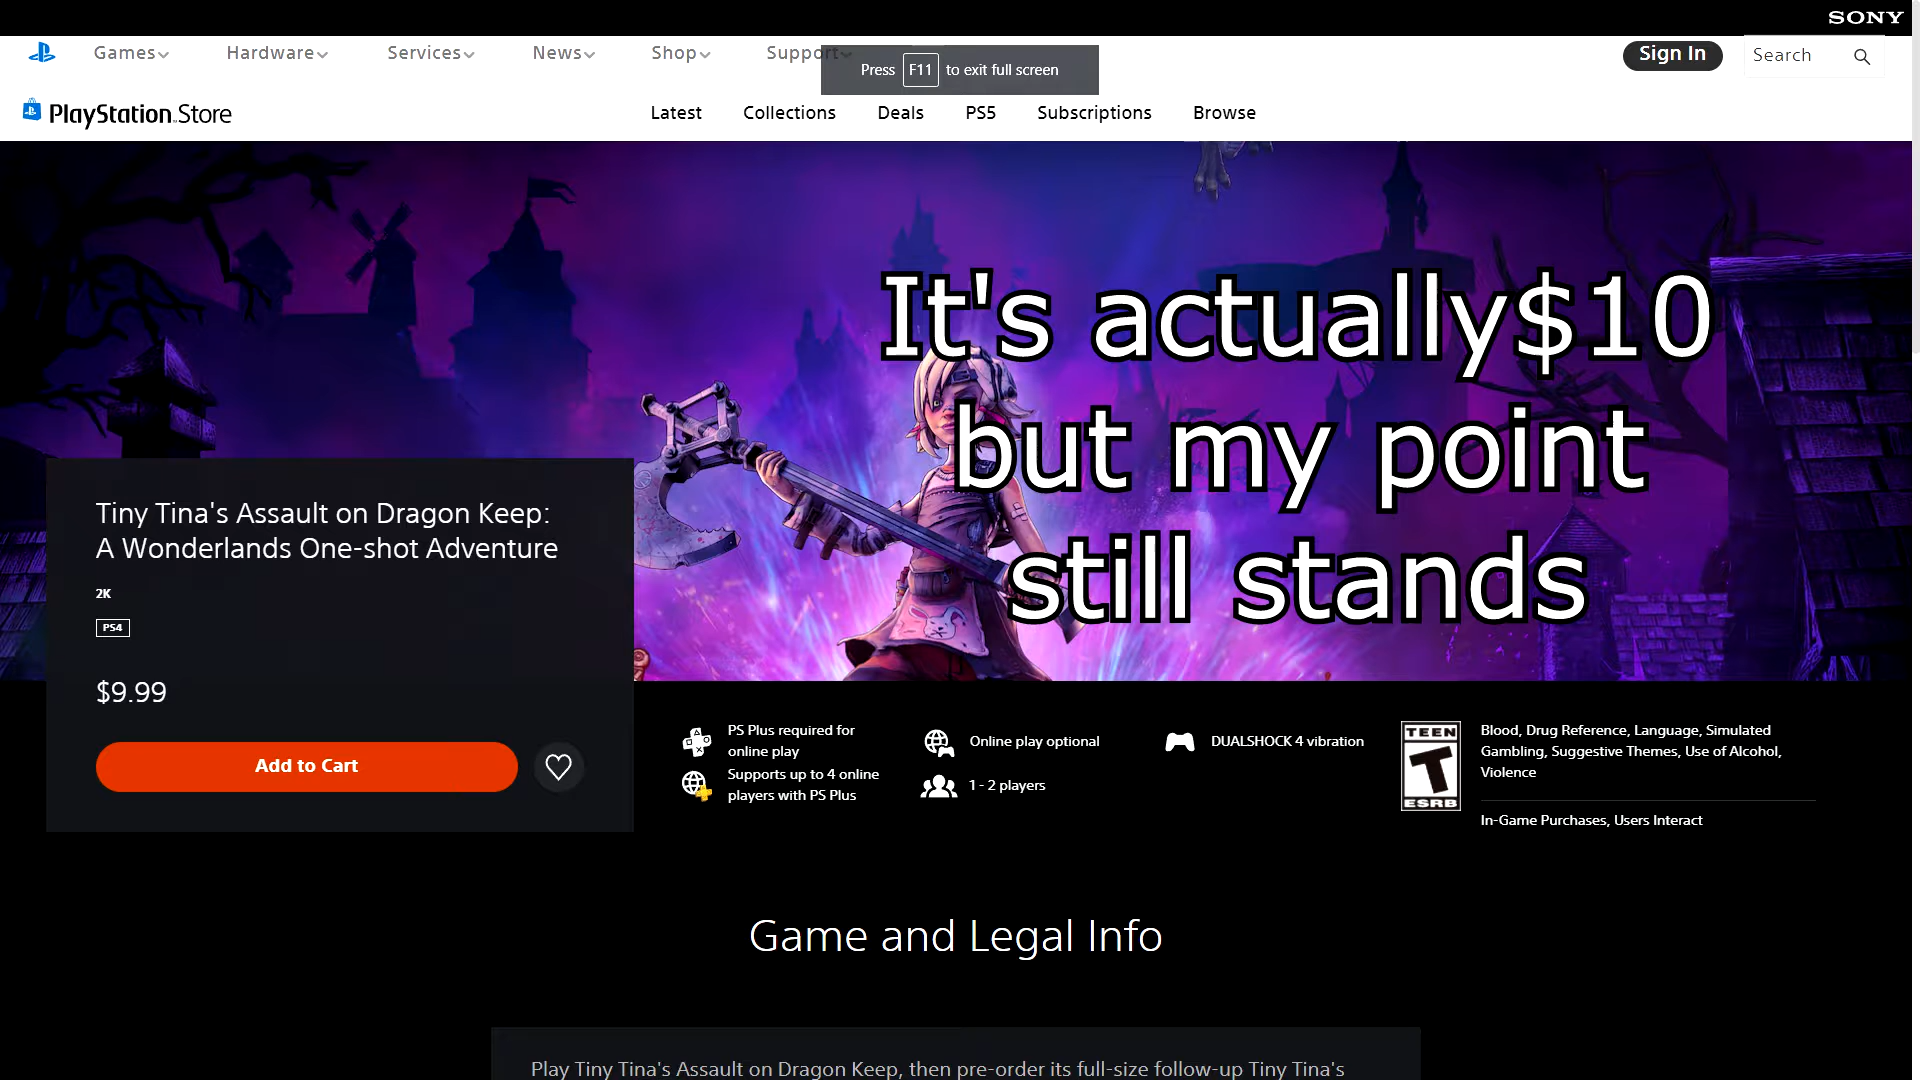 SONY
Games
Hardware
Services
News
Shop
Support
Press F11 to exit full screen
Sign In
Search
PlayStation Store
Latest
Collections
Deals
PS5
Subscriptions
Browse
It's actually$10
but my point
still stands
Tiny Tina's Assault on Dragon Keep:
A Wonderlands One-shot Adventure
2K
PS4
$9.99
Add to Cart
PS Plus required for
online play
Supports up to 4 online
players with PS Plus
Online play optional
1 - 2 players
DUALSHOCK 4 vibration
TEEN
T
ESRB
Blood, Drug Reference, Language, Simulated
Gambling, Suggestive Themes, Use of Alcohol,
Violence
In-Game Purchases, Users Interact
Game and Legal Info
Play Tiny Tina's Assault on Dragon Keep, then pre-order its full-size follow-up Tiny Tina's